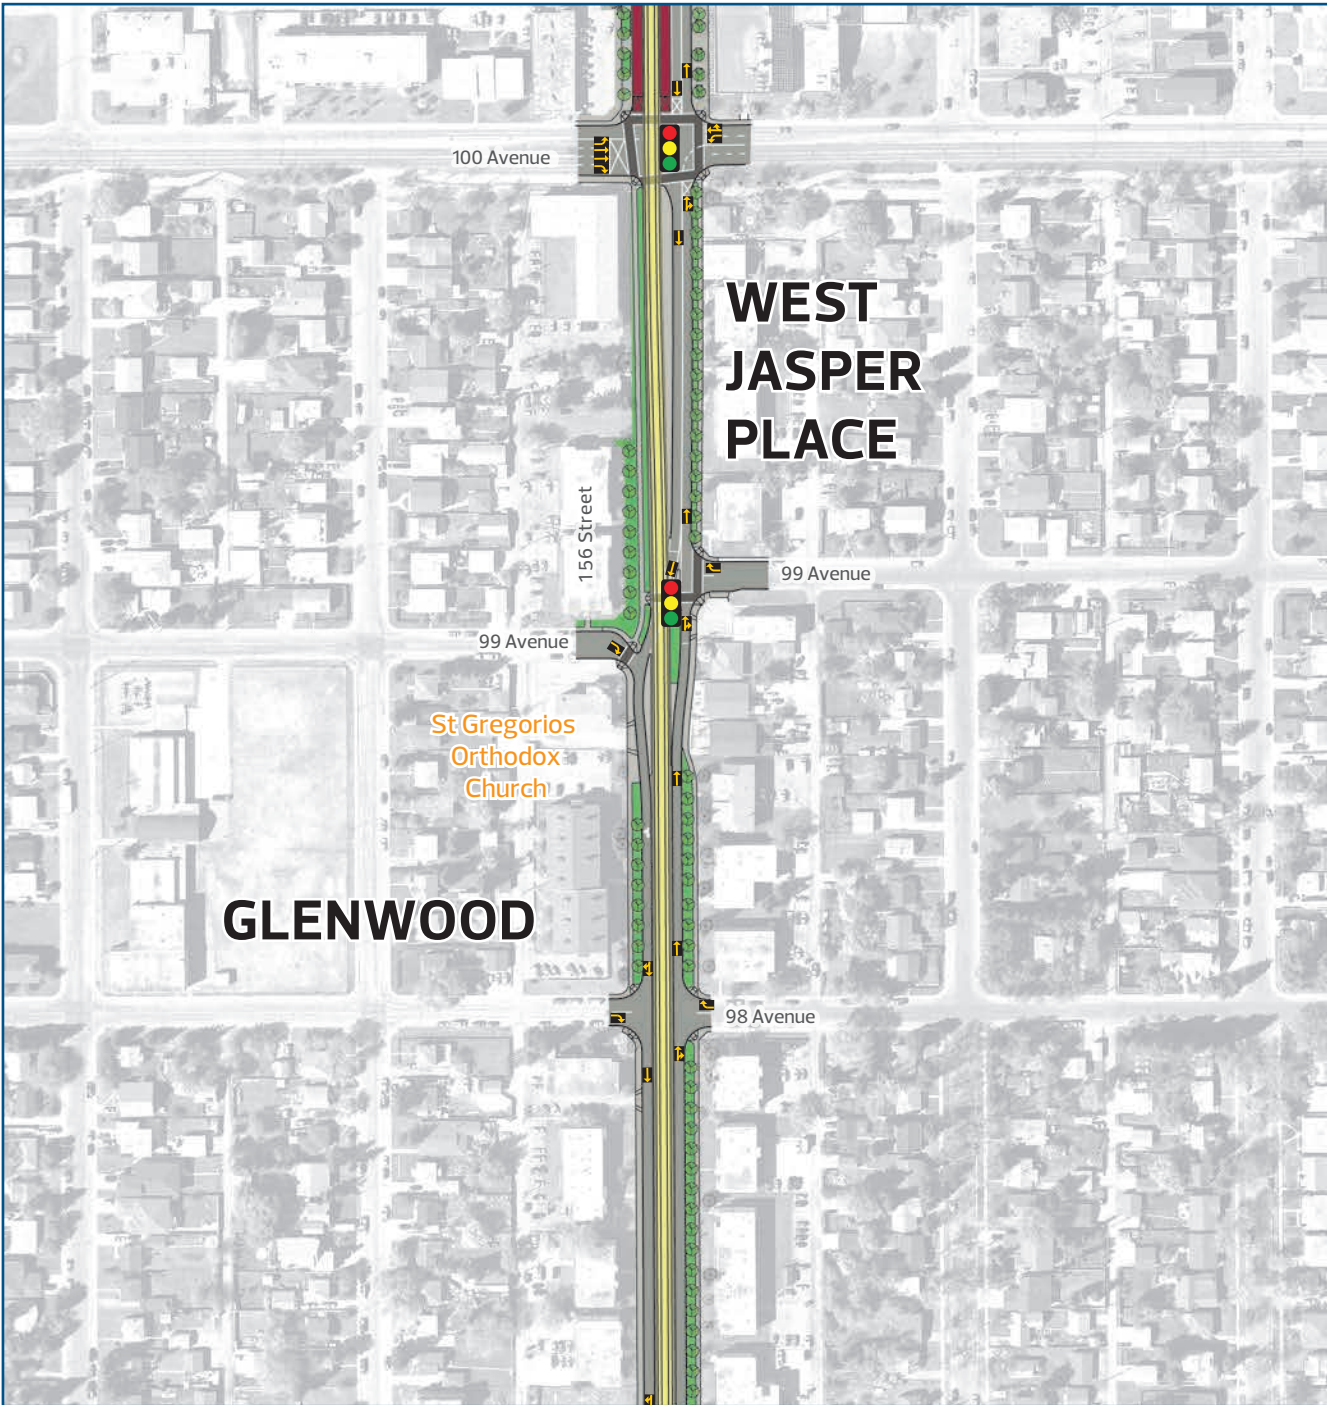 100 Avenue
WEST
JASPER
PLACE
156 Street
99 Avenue
99 Avenue
St Gregorios
Orthodox
Church
GLENWOOD
98 Avenue